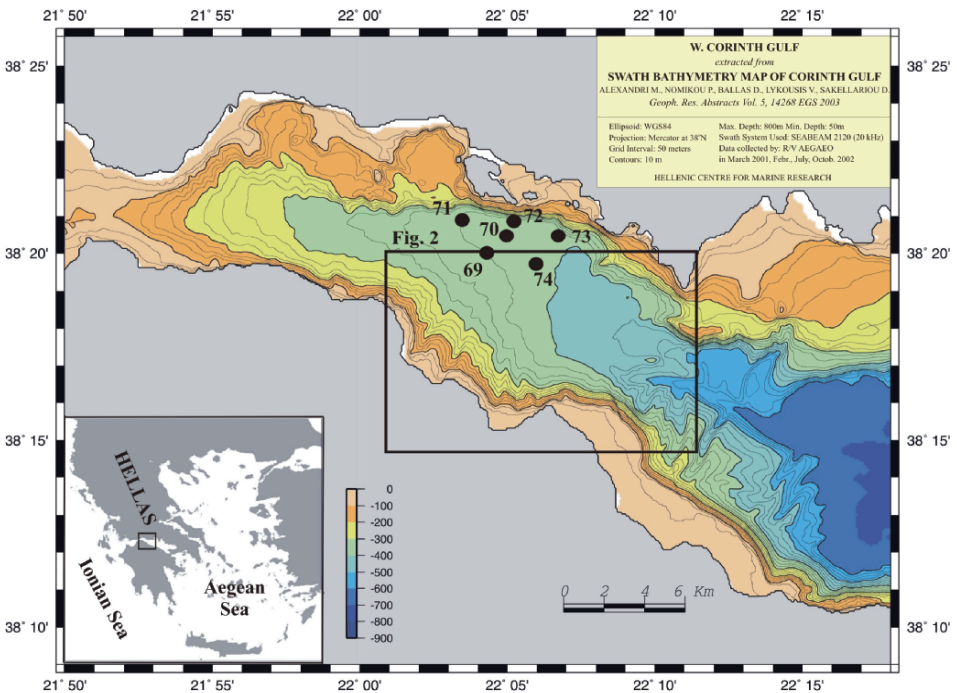 21° 50'
21° 55'
22° 00'
22° 05'
22° 10'
22° 15'
38° 25'
38° 25'
W. CORINTH GULF
extracted from
SWATH BATHYMETRY MAP OF CORINTH GULF
ALEXANDRI M., NOMIKOU P., BALLAS D., LYKOUSIS V., SAKELLARIOU D.
Geoph. Res. Abstracts Vol. 5, 14268 EGS 2003
Ellipsoid: WGS84
Projection: Mercator at 38°N
Grid Interval: 50 meters
Contours: 10 m
Max. Depth: 800m Min. Depth: 50m
Swath System Used: SEABEAM 2120 (20 kHz)
Data collected by: R/V AEGAEO
in March 2001, Febr., July, Octob. 2002
HELLENIC CENTRE FOR MARINE RESEARCH
71
72
70
73
Fig. 2
69
74
38° 20'
38° 20'
38° 15'
38° 15'
HELLAS
Ionian Sea
Aegean
Sea
0
-100
-200
-300
-400
-500
-600
-700
-800
-900
0 2 4 6 Km
38° 10'
38° 10'
21° 50'
21° 55'
22° 00'
22° 05'
22° 10'
22° 15'